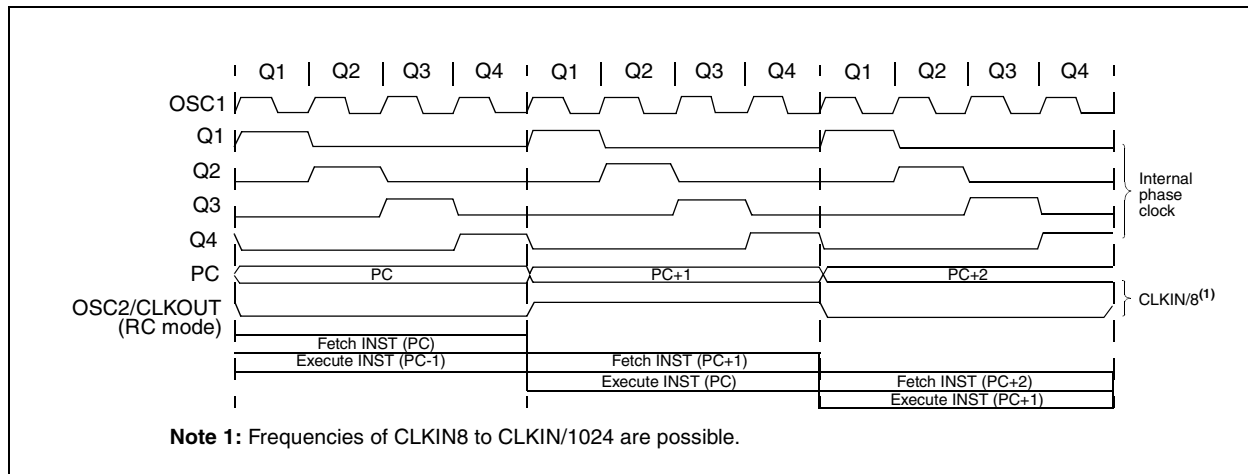 Q1 Q2 Q3 Q4 Q1 Q2 Q3 Q4 Q1 Q2 Q3 Q4
OSC1
Q1
Q2
Q3
Q4
Internal
phase
clock
PC PC PC+1 PC+2
OSC2/CLKOUT
(RC mode)
CLKIN/8(1)
Fetch INST (PC)
Execute INST (PC-1) Fetch INST (PC+1)
Execute INST (PC) Fetch INST (PC+2)
Execute INST (PC+1)
Note 1: Frequencies of CLKIN8 to CLKIN/1024 are possible.